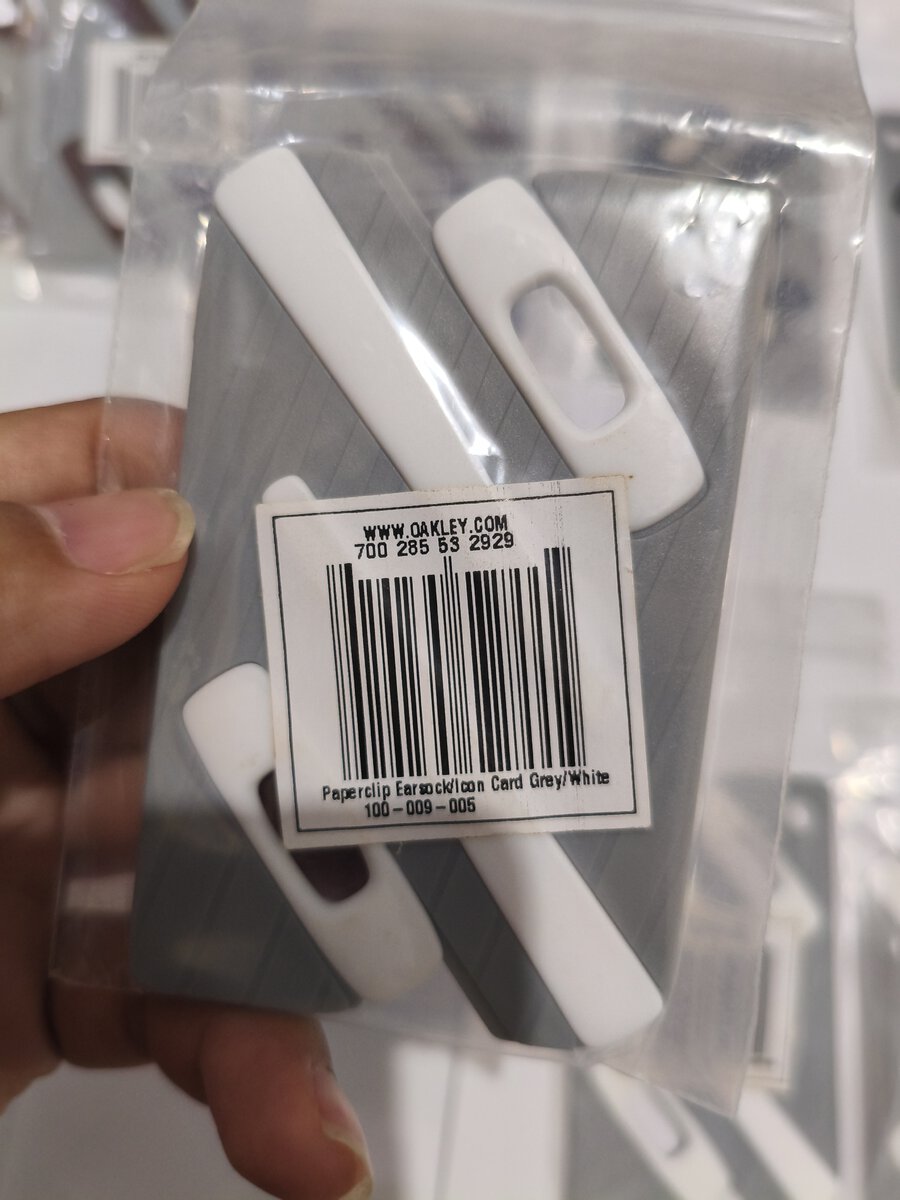 WWW.OAKLEY.COM
700 285 53 2929
Paperclip Earsock/Icon Card Grey/White
100-009-005